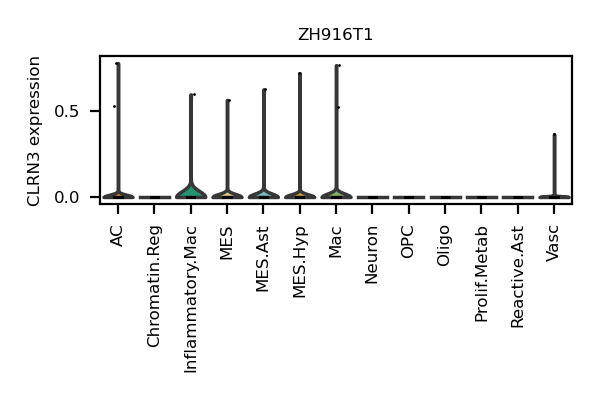 ZH916T1
CLRN3 expression
0.5
0.0
AC
Chromatin.Reg
Inflammatory.Mac
MES
MES.Ast
MES.Hyp
Mac
Neuron
OPC
Oligo
Prolif.Metab
Reactive.Ast
Vasc